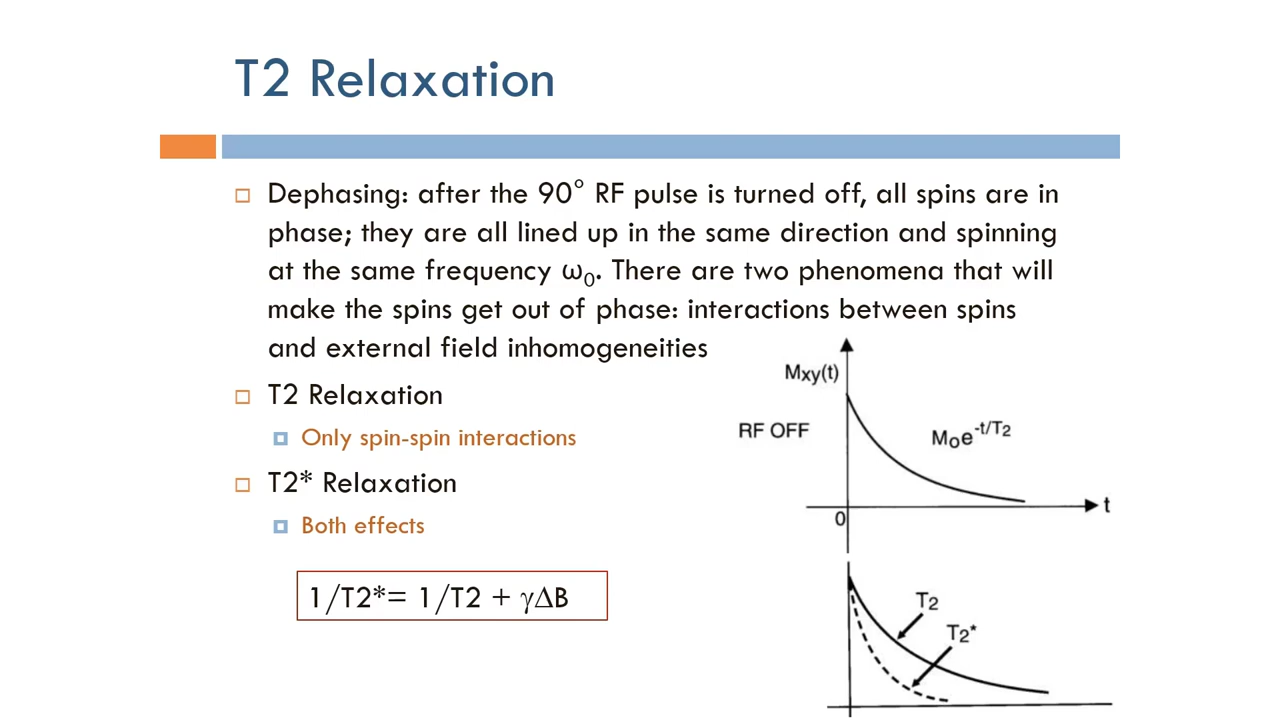 T2 Relaxation
Dephasing: after the 90° RF pulse is turned off, all spins are in
phase; they are all lined up in the same direction and spinning
at the same frequency ω₀. There are two phenomena that will
make the spins get out of phase: interactions between spins
and external field inhomogeneities
T2 Relaxation
Only spin-spin interactions
T2* Relaxation
Both effects
1/T2*= 1/T2 + γΔB
Mxy(t)
RF OFF
M₀e^-t/T2
t
0
T₂
T₂*